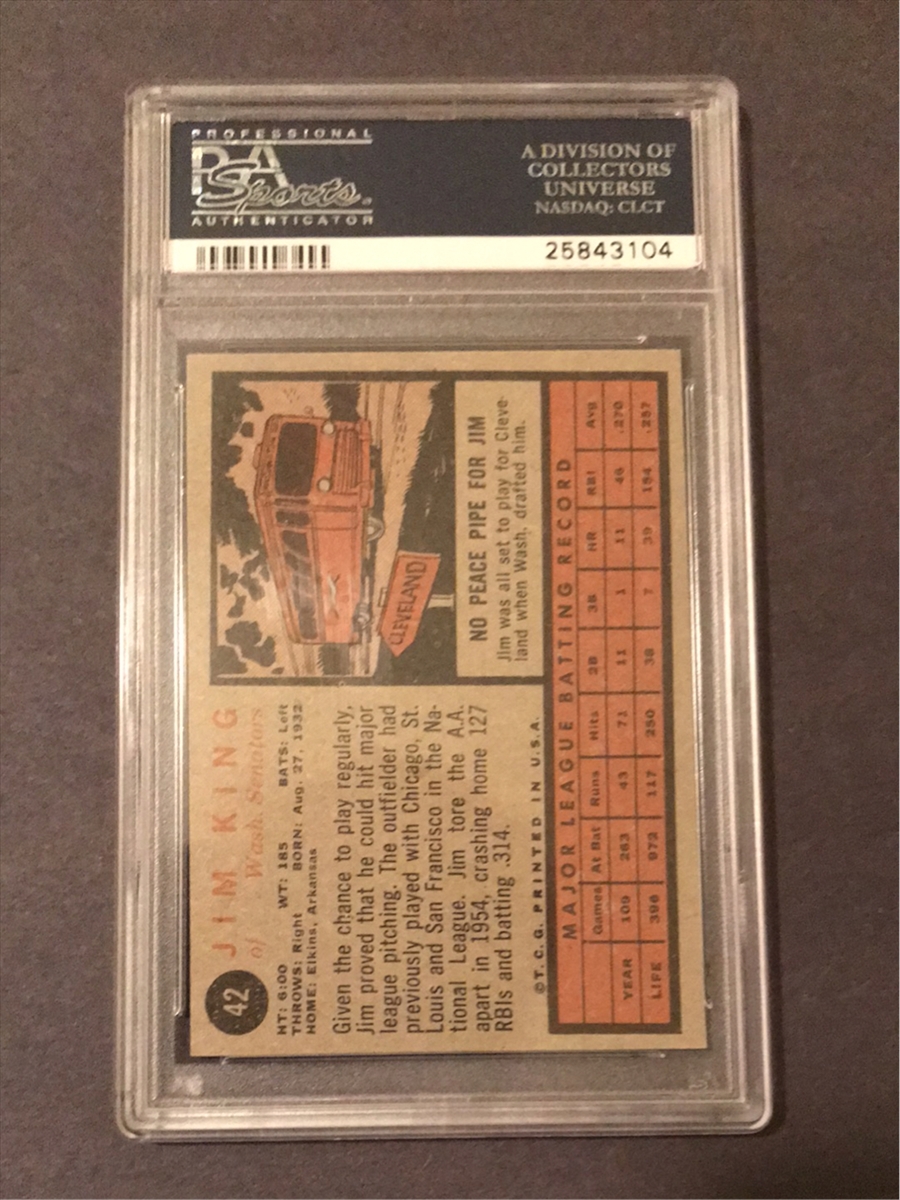 PROFESSIONAL
PSA
Sports
AUTHENTICATOR
A DIVISION OF
COLLECTORS
UNIVERSE
NASDAQ: CLCT
25843104
42
JIM KING
of Wash. Senators
HT: 6:00 WT: 185 BATS: Left
THROWS: Right BORN: Aug. 27, 1932
HOME: Elkins, Arkansas
Given the chance to play regularly,
Jim proved that he could hit major
league pitching. The outfielder had
previously played with Chicago, St.
Louis and San Francisco in the Na-
tional League. Jim tore the A.A.
apart in 1954, crashing home 127
RBIs and batting .314.
©T.C.G. PRINTED IN U.S.A.
CLEVELAND
NO PEACE PIPE FOR JIM
Jim was all set to play for Cleve-
land when Wash. drafted him.
MAJOR LEAGUE BATTING RECORD
Games At Bat Runs Hits 2B 3B HR RBI Avg
YEAR 109 263 43 71 11 1 11 46 .270
LIFE 396 972 117 250 38 7 39 154 .257